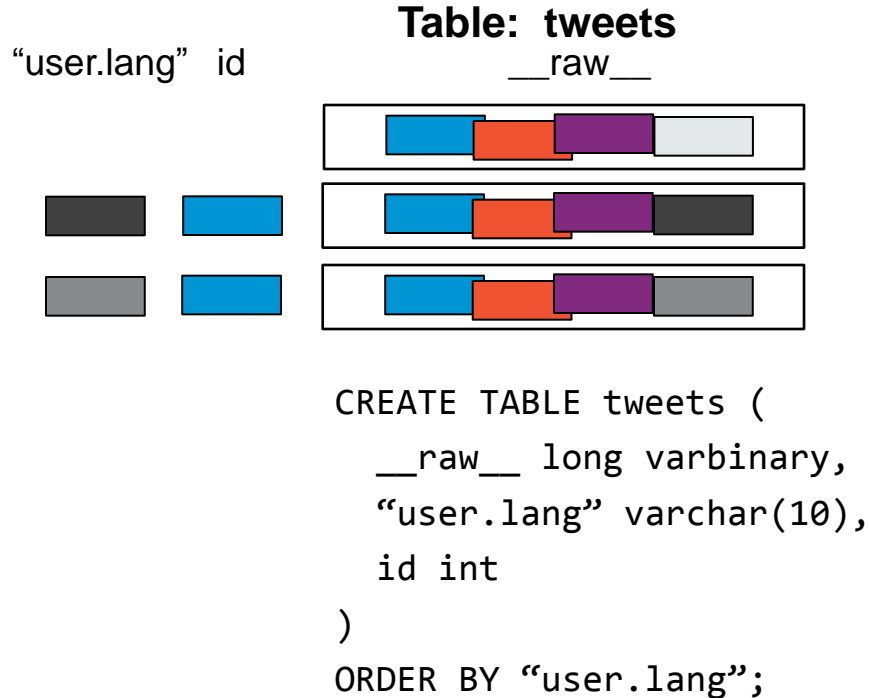 Table: tweets
“user.lang” id __raw__
CREATE TABLE tweets (
__raw__ long varbinary,
“user.lang” varchar(10),
id int
)
ORDER BY “user.lang”;